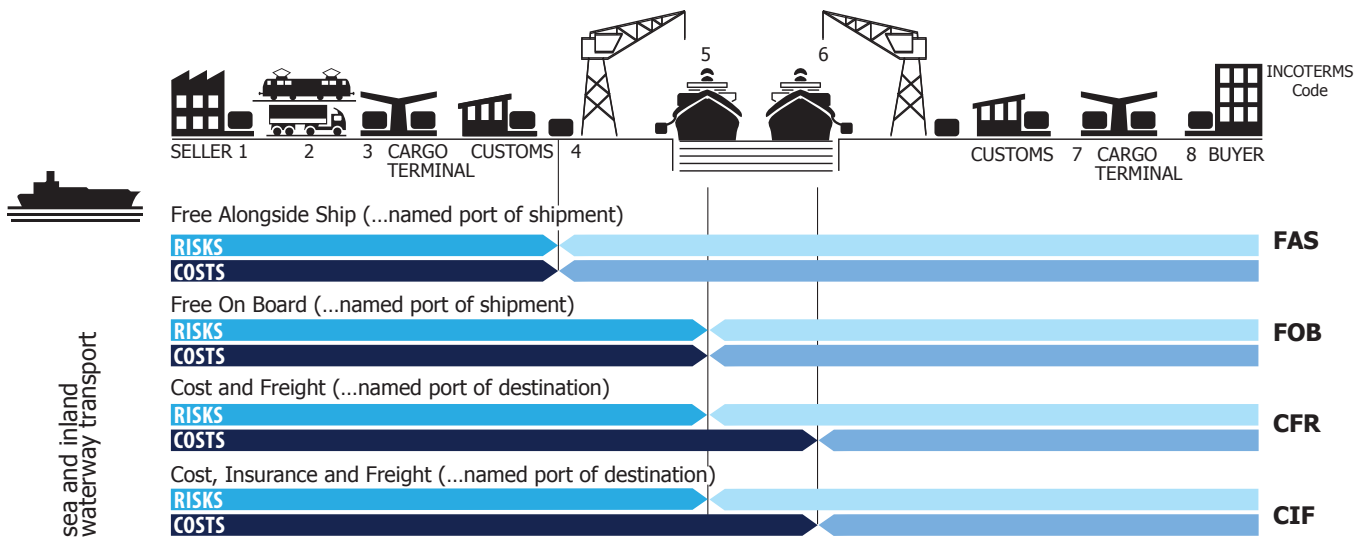 5
6
INCOTERMS
Code
SELLER 1 2 3 CARGO TERMINAL CUSTOMS 4
CUSTOMS 7 CARGO TERMINAL 8 BUYER
Free Alongside Ship (...named port of shipment)
RISKS
COSTS
FAS
Free On Board (...named port of shipment)
RISKS
COSTS
FOB
Cost and Freight (...named port of destination)
RISKS
COSTS
CFR
Cost, Insurance and Freight (...named port of destination)
RISKS
COSTS
CIF
sea and inland
waterway transport